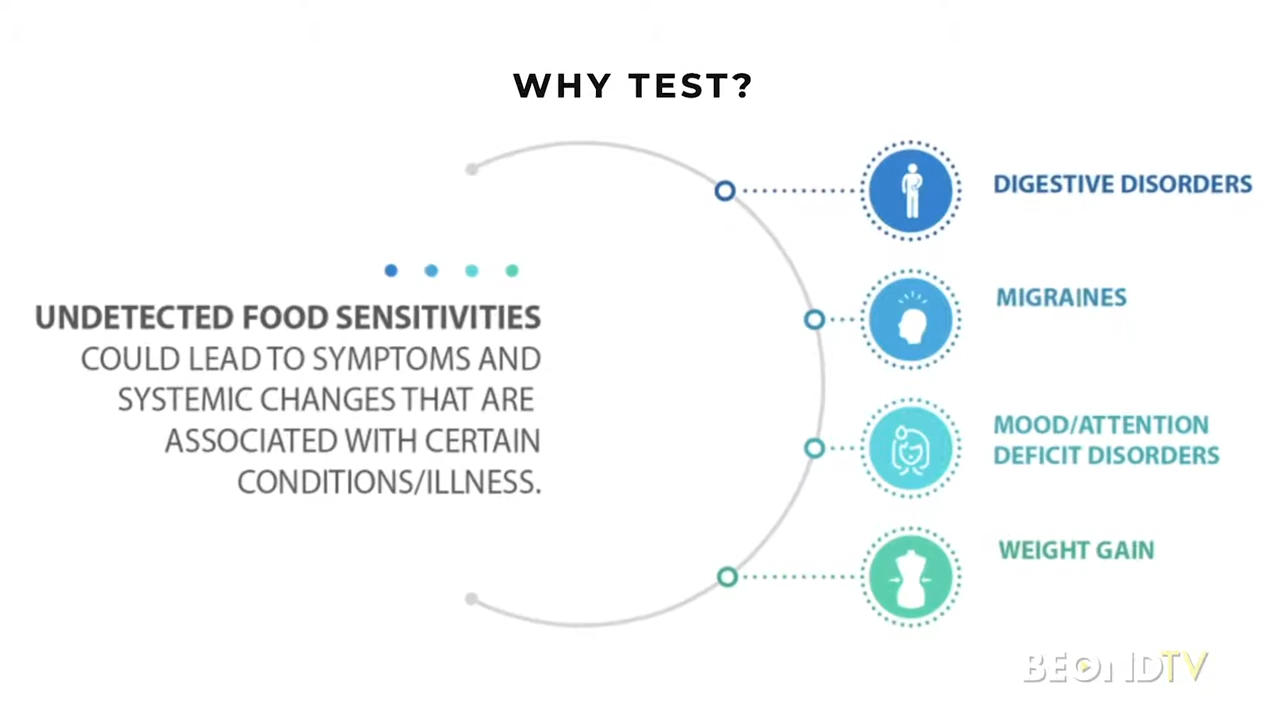 WHY TEST?
UNDETECTED FOOD SENSITIVITIES
COULD LEAD TO SYMPTOMS AND
SYSTEMIC CHANGES THAT ARE
ASSOCIATED WITH CERTAIN
CONDITIONS/ILLNESS.
DIGESTIVE DISORDERS
MIGRAINES
MOOD/ATTENTION
DEFICIT DISORDERS
WEIGHT GAIN
BEONDTV